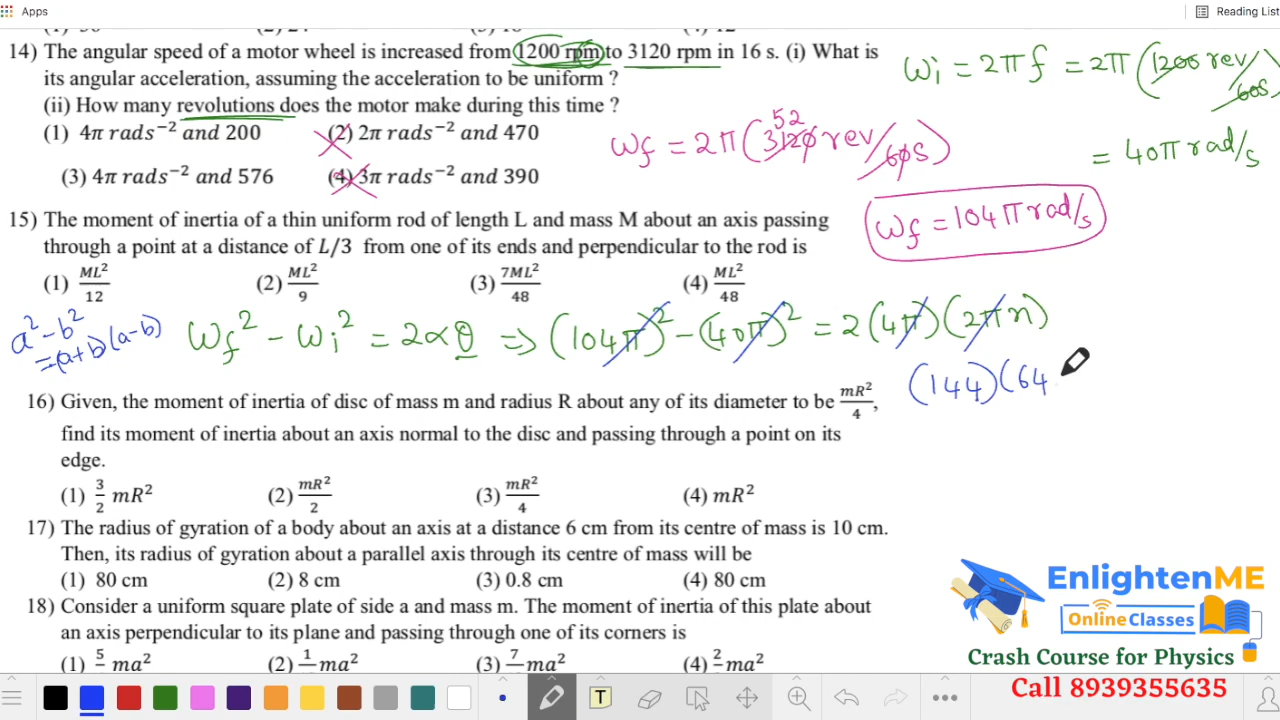 Apps
Reading List
14) The angular speed of a motor wheel is increased from 1200 rpm to 3120 rpm in 16 s. (i) What is
its angular acceleration, assuming the acceleration to be uniform ?
(ii) How many revolutions does the motor make during this time ?
(1) 4π rads⁻² and 200 (2) 2π rads⁻² and 470
(3) 4π rads⁻² and 576 (4) 3π rads⁻² and 390
ωi = 2πf = 2π (1200 rev/60s)
= 40π rad/s
52
ωf = 2π (3120 rev/60s)
ωf = 104π rad/s
15) The moment of inertia of a thin uniform rod of length L and mass M about an axis passing
through a point at a distance of L/3 from one of its ends and perpendicular to the rod is
(1) ML²/12 (2) ML²/9 (3) 7ML²/48 (4) ML²/48
a² - b²
= (a+b)(a-b)
ωf² - ωi² = 2αθ ⇒ (104π)² - (40π)² = 2(4π)(2πn)
(144)(64
16) Given, the moment of inertia of disc of mass m and radius R about any of its diameter to be mR²/4,
find its moment of inertia about an axis normal to the disc and passing through a point on its
edge.
(1) 3/2 mR² (2) mR²/2 (3) mR²/4 (4) mR²
17) The radius of gyration of a body about an axis at a distance 6 cm from its centre of mass is 10 cm.
Then, its radius of gyration about a parallel axis through its centre of mass will be
(1) 80 cm (2) 8 cm (3) 0.8 cm (4) 80 cm
18) Consider a uniform square plate of side a and mass m. The moment of inertia of this plate about
an axis perpendicular to its plane and passing through one of its corners is
(1) 5 ma² (2) 1 ma² (3) 7 ma² (4) 2 ma²
EnlightenME
Online Classes
Crash Course for Physics
Call 8939355635
T